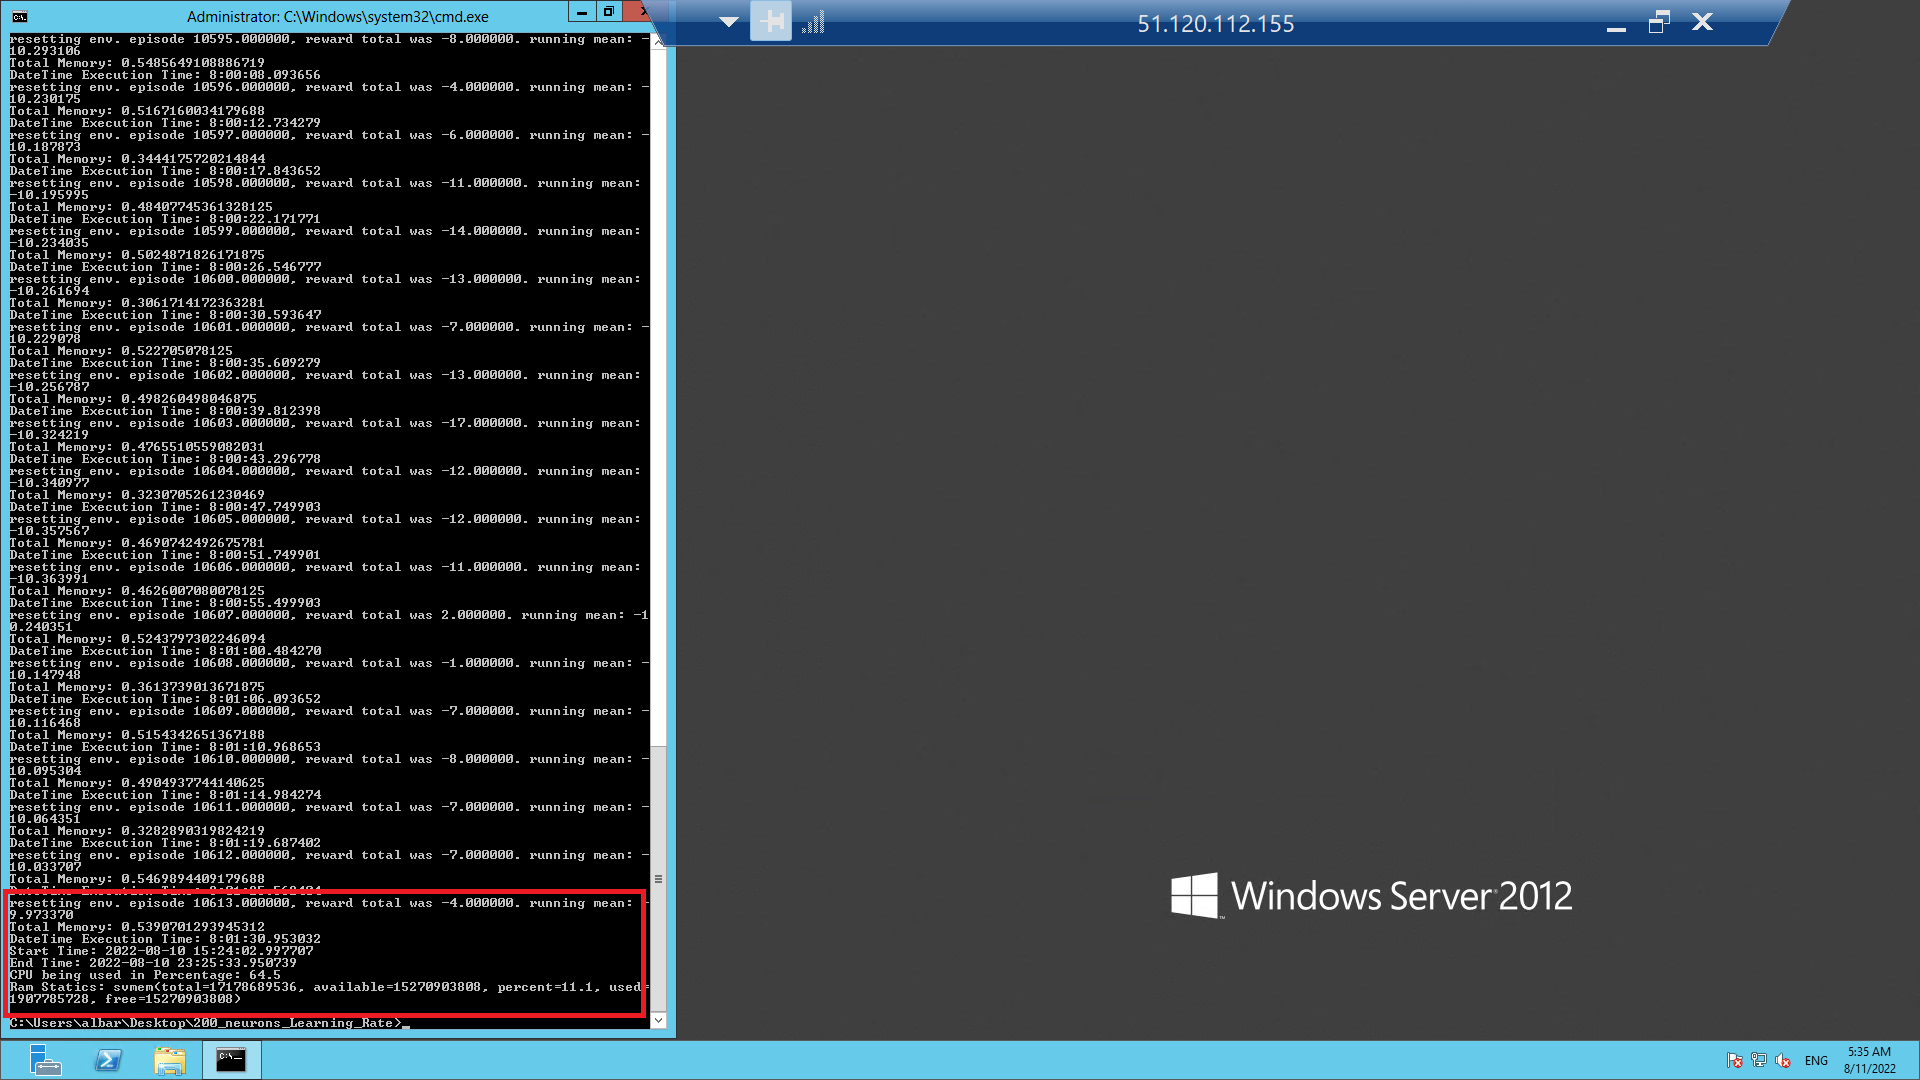 Administrator: C:\Windows\system32\cmd.exe
51.120.112.155
resetting env. episode 10595.000000, reward total was -8.000000. running mean: -
10.293106
Total Memory: 0.5485649108886719
DateTime Execution Time: 8:00:08.093656
resetting env. episode 10596.000000, reward total was -4.000000. running mean: -
10.230175
Total Memory: 0.5167160034179688
DateTime Execution Time: 8:00:12.734279
resetting env. episode 10597.000000, reward total was -6.000000. running mean: -
10.187873
Total Memory: 0.3444175720214844
DateTime Execution Time: 8:00:17.843652
resetting env. episode 10598.000000, reward total was -11.000000. running mean:
-10.195995
Total Memory: 0.48407745361328125
DateTime Execution Time: 8:00:22.171771
resetting env. episode 10599.000000, reward total was -14.000000. running mean:
-10.234035
Total Memory: 0.5024871826171875
DateTime Execution Time: 8:00:26.546777
resetting env. episode 10600.000000, reward total was -13.000000. running mean:
-10.261694
Total Memory: 0.3061714172363281
DateTime Execution Time: 8:00:30.593647
resetting env. episode 10601.000000, reward total was -7.000000. running mean: -
10.229078
Total Memory: 0.522705078125
DateTime Execution Time: 8:00:35.609279
resetting env. episode 10602.000000, reward total was -13.000000. running mean:
-10.256787
Total Memory: 0.498260498046875
DateTime Execution Time: 8:00:39.812398
resetting env. episode 10603.000000, reward total was -17.000000. running mean:
-10.324219
Total Memory: 0.4765510559082031
DateTime Execution Time: 8:00:43.296778
resetting env. episode 10604.000000, reward total was -12.000000. running mean:
-10.340977
Total Memory: 0.3230705261230469
DateTime Execution Time: 8:00:47.749903
resetting env. episode 10605.000000, reward total was -12.000000. running mean:
-10.357567
Total Memory: 0.4690742492675781
DateTime Execution Time: 8:00:51.749901
resetting env. episode 10606.000000, reward total was -11.000000. running mean:
-10.363991
Total Memory: 0.4626007080078125
DateTime Execution Time: 8:00:55.499903
resetting env. episode 10607.000000, reward total was 2.000000. running mean: -1
0.240351
Total Memory: 0.5243797302246094
DateTime Execution Time: 8:01:00.484270
resetting env. episode 10608.000000, reward total was -1.000000. running mean: -
10.147948
Total Memory: 0.3613739013671875
DateTime Execution Time: 8:01:06.093652
resetting env. episode 10609.000000, reward total was -7.000000. running mean: -
10.116468
Total Memory: 0.5154342651367188
DateTime Execution Time: 8:01:10.968653
resetting env. episode 10610.000000, reward total was -8.000000. running mean: -
10.095304
Total Memory: 0.4904937744140625
DateTime Execution Time: 8:01:14.984274
resetting env. episode 10611.000000, reward total was -7.000000. running mean: -
10.064351
Total Memory: 0.3282890319824219
DateTime Execution Time: 8:01:19.687402
resetting env. episode 10612.000000, reward total was -7.000000. running mean: -
10.033707
Total Memory: 0.5469894409179688
DateTime Execution Time:
resetting env. episode 10613.000000, reward total was -4.000000. running mean: -
9.973370
Total Memory: 0.5390701293945312
DateTime Execution Time: 8:01:30.953032
Start Time: 2022-08-10 15:24:02.997707
End Time: 2022-08-10 23:25:33.950739
CPU being used in Percentage: 64.5
Ram Statics: svmem(total=17178689536, available=15270903808, percent=11.1, used=
1907785728, free=15270903808)
C:\Users\albar\Desktop\200_neurons_Learning_Rate>_
Windows Server 2012
ENG
5:35 AM
8/11/2022